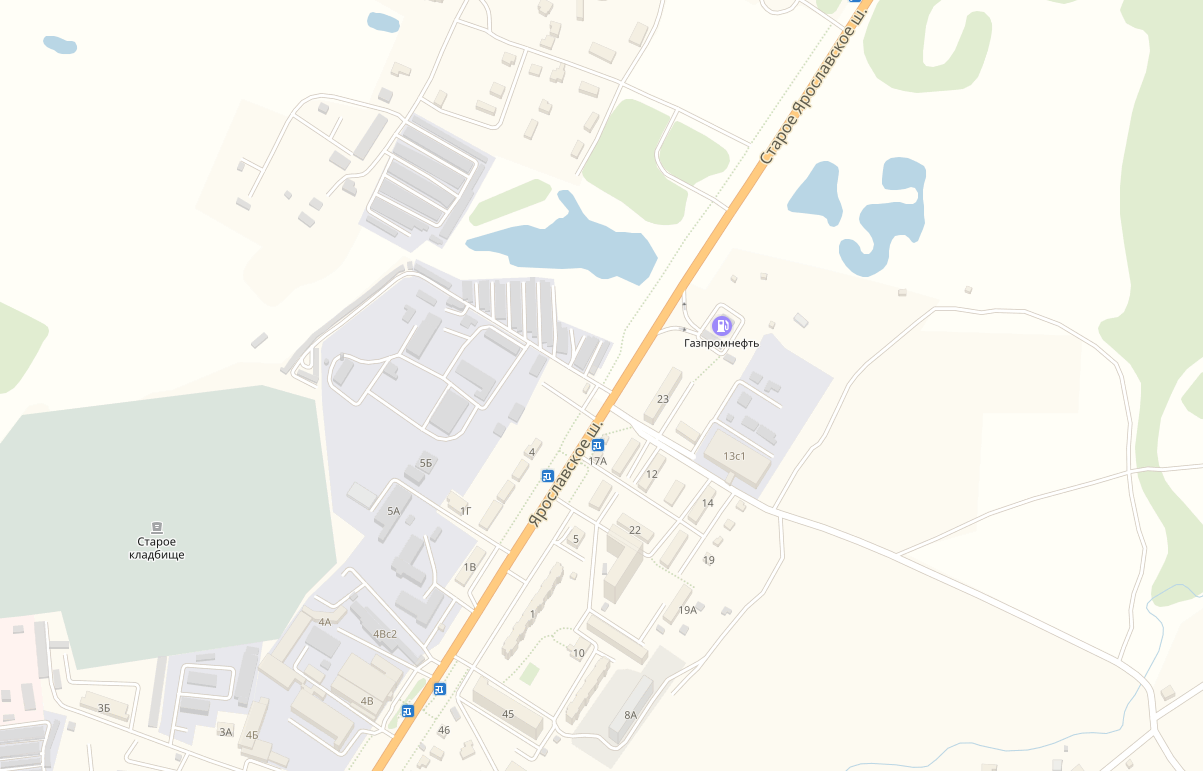 Старое Ярославское ш.
Газпромнефть
23
13с1
17А
4
12
5Б
14
1Г
5А
Ярославское ш.
22
5
Старое
кладбище
19
1В
19А
1
4А
4Вс2
10
4В
3Б
45
8А
3А
4Б
46